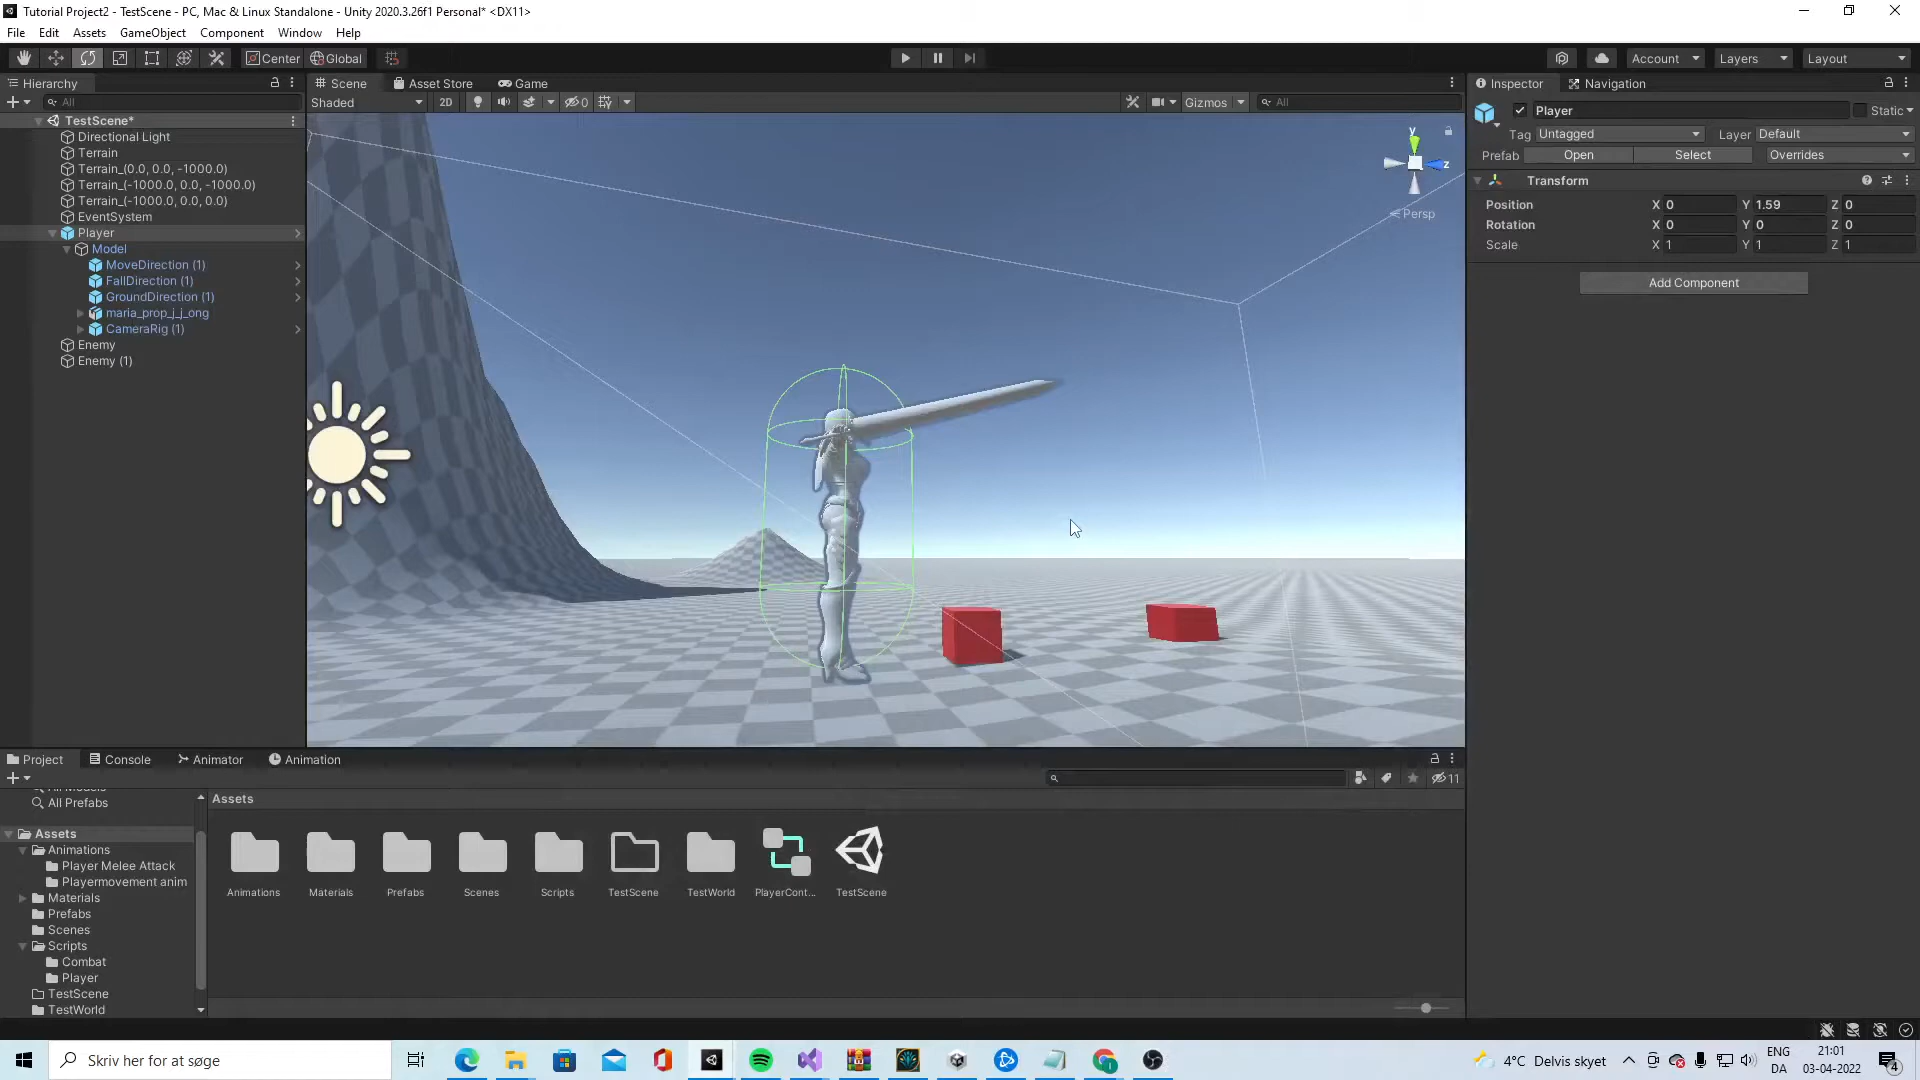 Tutorial Project2 - TestScene - PC, Mac & Linux Standalone - Unity 2020.3.26f1 Personal* <DX11>
File Edit Assets GameObject Component Window Help
Center Global Account Layers Layout
Hierarchy
All
TestScene*
Directional Light
Terrain
Terrain_(0.0, 0.0, -1000.0)
Terrain_(-1000.0, 0.0, -1000.0)
Terrain_(-1000.0, 0.0, 0.0)
EventSystem
Player
Model
MoveDirection (1)
FallDirection (1)
GroundDirection (1)
maria_prop_j_j_ong
CameraRig (1)
Enemy
Enemy (1)
Scene Asset Store Game
Shaded 2D 0 Gizmos All
y
z
Persp
Inspector Navigation
Player Static
Tag Untagged Layer Default
Prefab Open Select Overrides
Transform
Position X 0 Y 1.59 Z 0
Rotation X 0 Y 0 Z 0
Scale X 1 Y 1 Z 1
Add Component
Project Console Animator Animation
11
All Prefabs
Assets
Animations
Player Melee Attack
Playermovement anim
Materials
Prefabs
Scenes
Scripts
Combat
Player
TestScene
TestWorld
Assets
Animations Materials Prefabs Scenes Scripts TestScene TestWorld PlayerCont... TestScene
Skriv her for at søge
4°C Delvis skyet
ENG
DA
21:01
03-04-2022
4